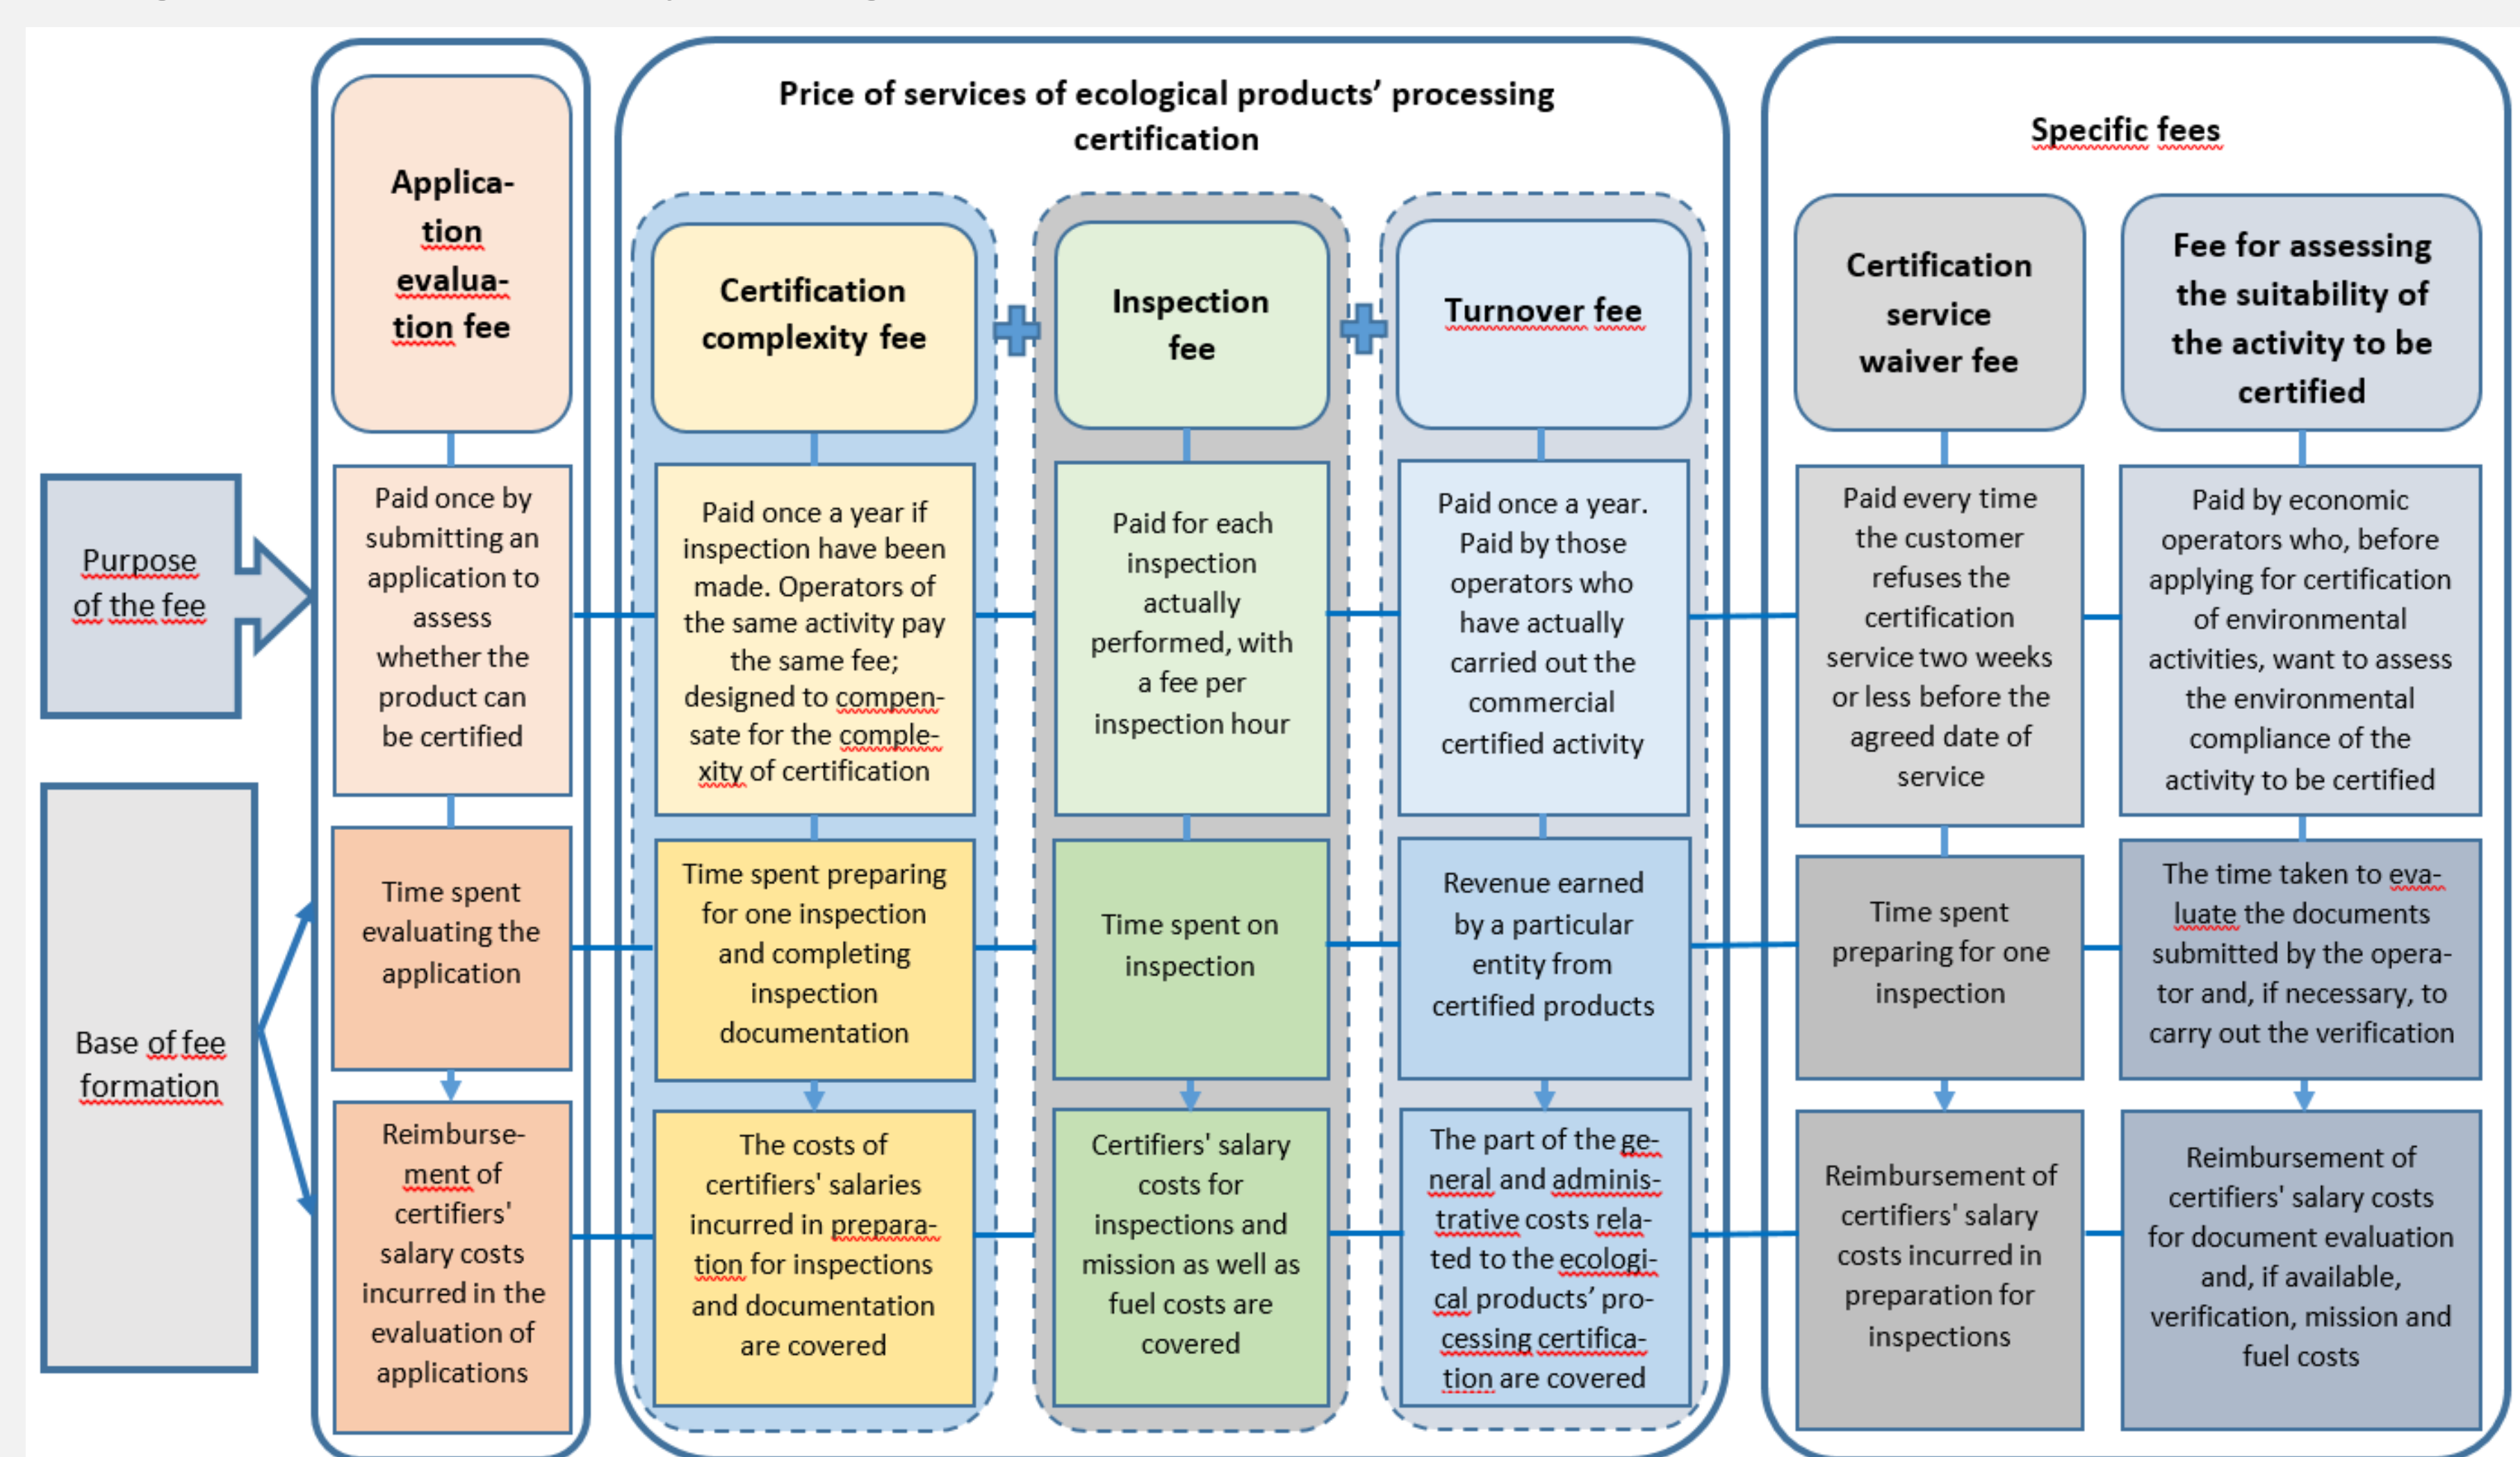 Price of services of ecological products’ processing
certification
Specific fees
Applica-
tion
evalua-
tion fee
Certification
complexity fee
Inspection
fee
Turnover fee
Certification
service
waiver fee
Fee for assessing
the suitability of
the activity to be
certified
Purpose
of the fee
Paid once by
submitting an
application to
assess
whether the
product can
be certified
Paid once a year if
inspection have been
made. Operators of
the same activity pay
the same fee;
designed to compen-
sate for the comple-
xity of certification
Paid for each
inspection
actually
performed, with
a fee per
inspection hour
Paid once a year.
Paid by those
operators who
have actually
carried out the
commercial
certified activity
Paid every time
the customer
refuses the
certification
service two weeks
or less before the
agreed date of
service
Paid by economic
operators who, before
applying for certification
of environmental
activities, want to assess
the environmental
compliance of the
activity to be certified
Base of fee
formation
Time spent
evaluating the
application
Time spent preparing
for one inspection
and completing
inspection
documentation
Time spent on
inspection
Revenue earned
by a particular
entity from
certified products
Time spent
preparing for one
inspection
The time taken to eva-
luate the documents
submitted by the opera-
tor and, if necessary, to
carry out the verification
Reimburse-
ment of
certifiers'
salary costs
incurred in the
evaluation of
applications
The costs of
certifiers' salaries
incurred in prepara-
tion for inspections
and documentation
are covered
Certifiers' salary
costs for
inspections and
mission as well as
fuel costs are
covered
The part of the ge-
neral and adminis-
trative costs rela-
ted to the ecologi-
cal products’ pro-
cessing certifica-
tion are covered
Reimbursement of
certifiers' salary
costs incurred in
preparation for
inspections
Reimbursement of
certifiers' salary costs
for document evaluation
and, if available,
verification, mission and
fuel costs